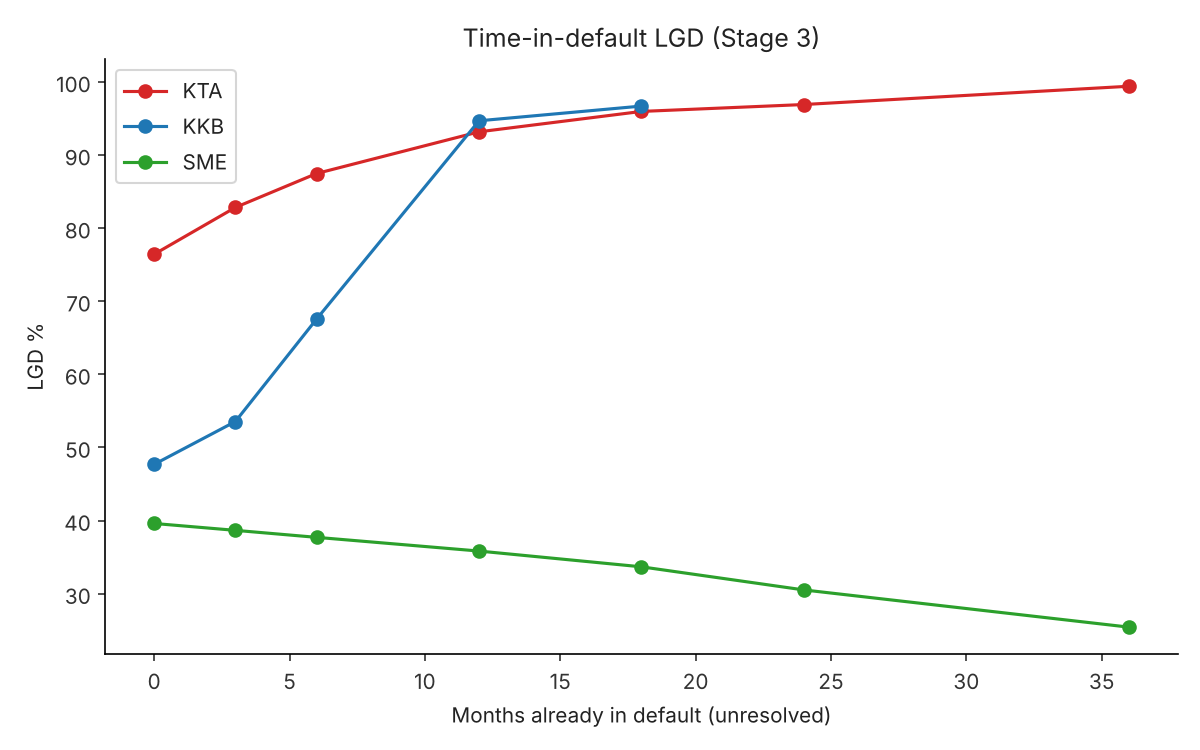 Time-in-default LGD (Stage 3)
KTA
KKB
SME
LGD %
100
90
80
70
60
50
40
30
0 5 10 15 20 25 30 35
Months already in default (unresolved)